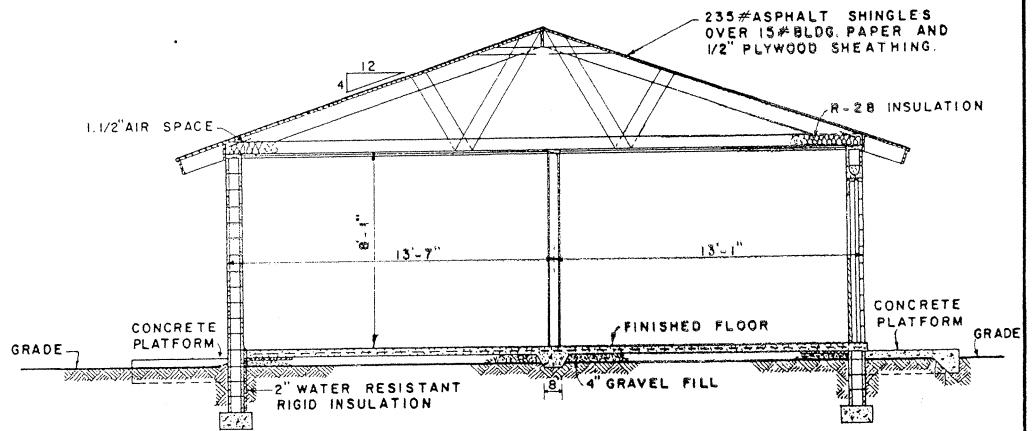 235#ASPHALT SHINGLES
OVER 15#BLDG. PAPER AND
1/2" PLYWOOD SHEATHING.
12
4
R-28 INSULATION
1.1/2"AIR SPACE
8'-1"
13'-7"
13'-1"
CONCRETE
PLATFORM
FINISHED FLOOR
CONCRETE
PLATFORM
GRADE
GRADE
2" WATER RESISTANT
RIGID INSULATION
4" GRAVEL FILL
8"